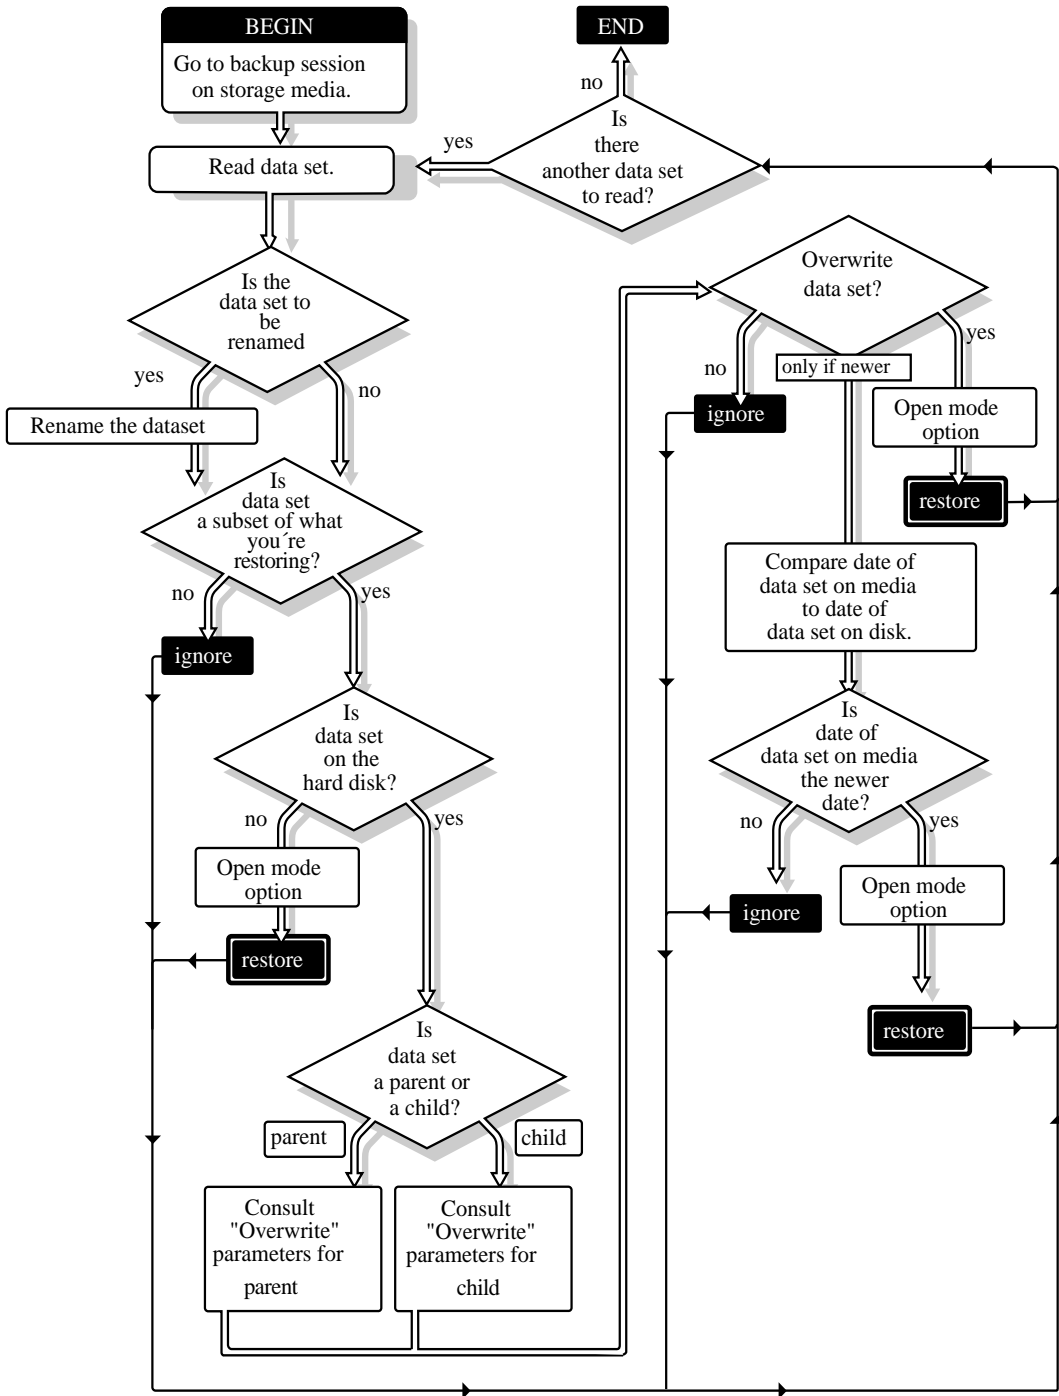 BEGIN
Go to backup session
on storage media.
END
no
Is
there
another data set
to read?
yes
Read data set.
Is the
data set to
be
renamed
yes
no
Rename the dataset
Is
data set
a subset of what
you´re
restoring?
no
yes
ignore
Is
data set
on the
hard disk?
no
yes
Open mode
option
restore
Is
data set
a parent or
a child?
parent
child
Consult
"Overwrite"
parameters for
parent
Consult
"Overwrite"
parameters for
child
Overwrite
data set?
no
only if newer
yes
ignore
Open mode
option
restore
Compare date of
data set on media
to date of
data set on disk.
Is
date of
data set on media
the newer
date?
no
yes
ignore
Open mode
option
restore